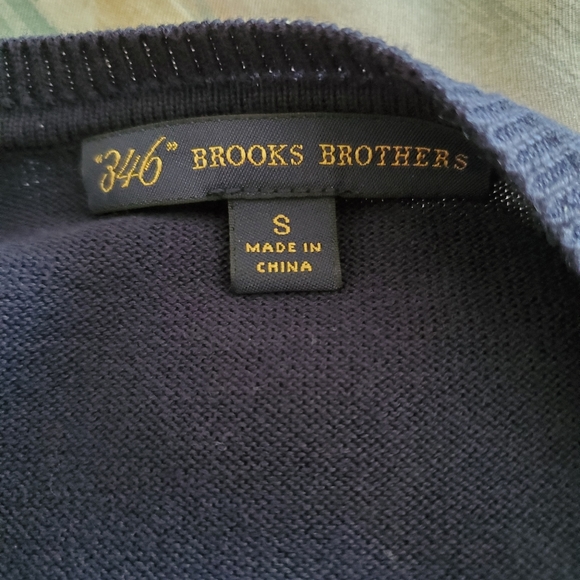 "346" BROOKS BROTHERS
S
MADE IN
CHINA